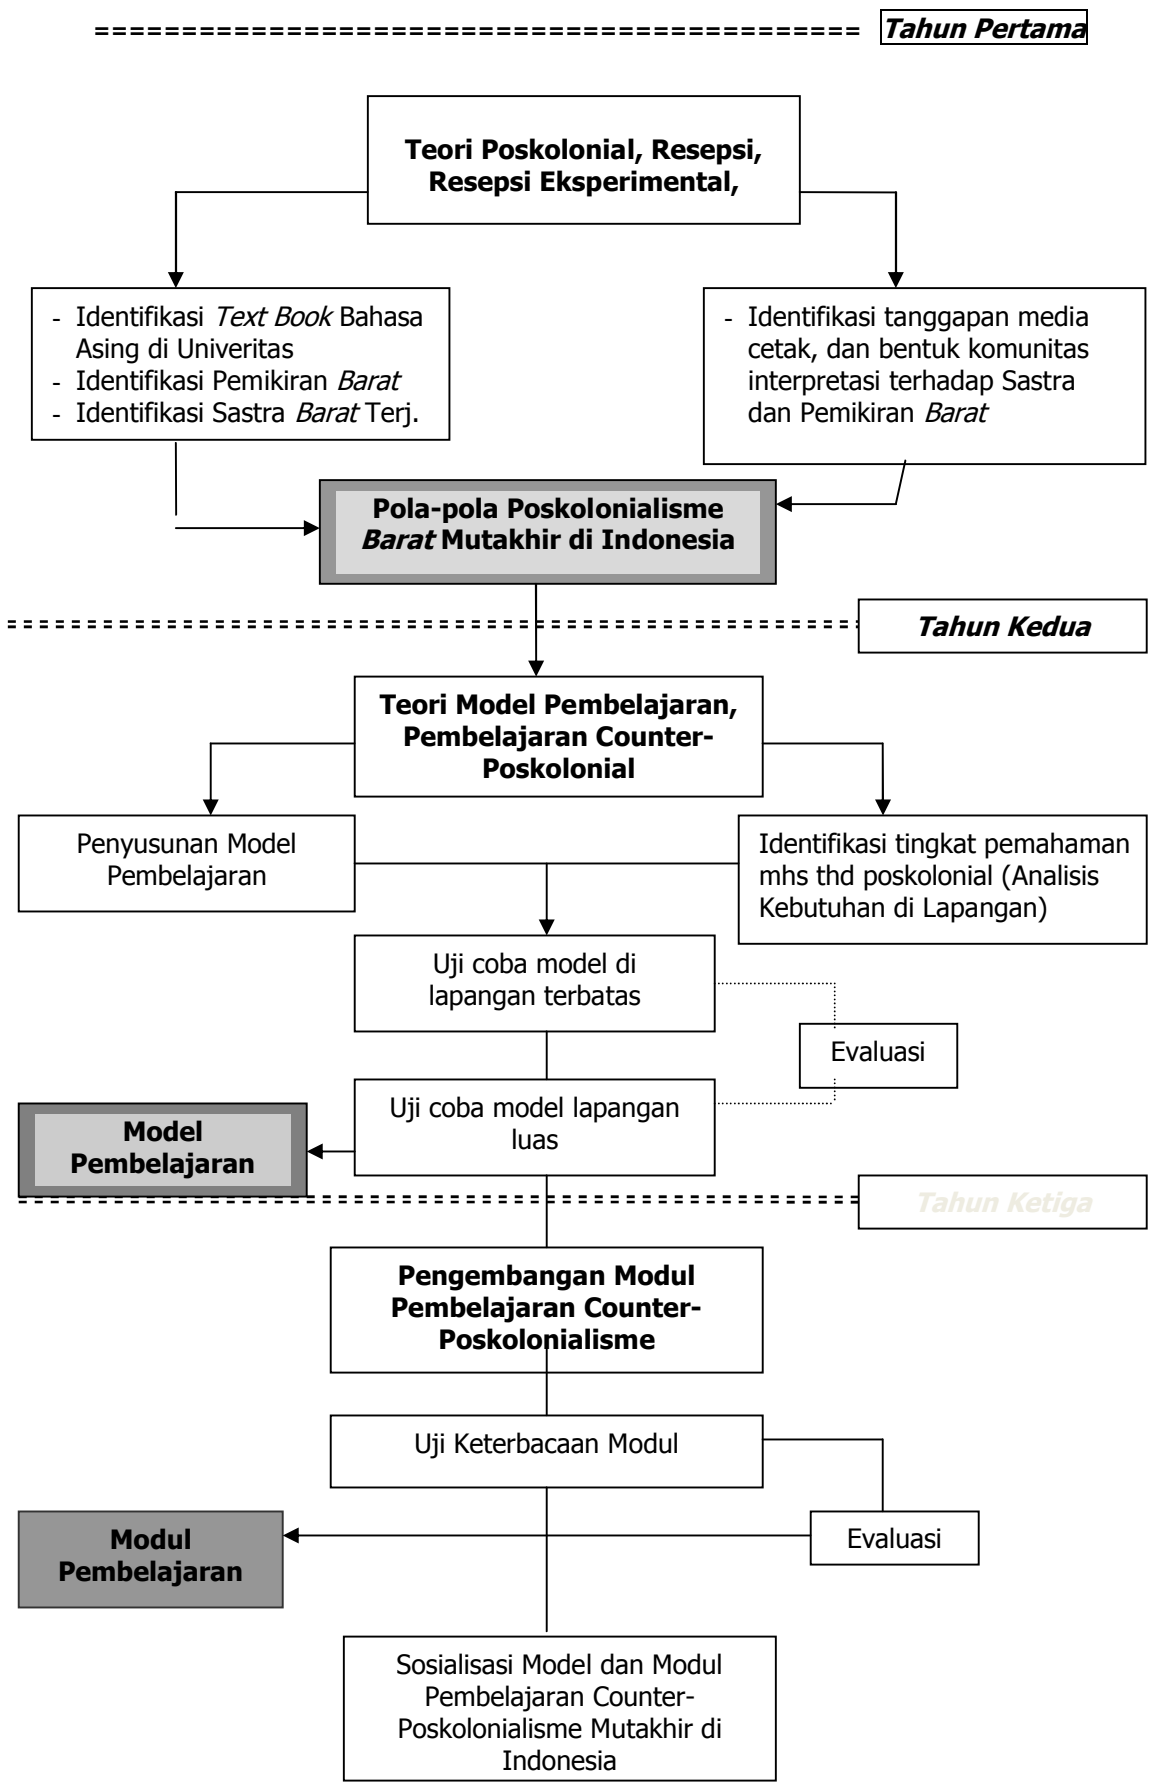 Tahun Pertama
Teori Poskolonial, Resepsi,
Resepsi Eksperimental,
- Identifikasi Text Book Bahasa
Asing di Univeritas
- Identifikasi Pemikiran Barat
- Identifikasi Sastra Barat Terj.
- Identifikasi tanggapan media
cetak, dan bentuk komunitas
interpretasi terhadap Sastra
dan Pemikiran Barat
Pola-pola Poskolonialisme
Barat Mutakhir di Indonesia
Tahun Kedua
Teori Model Pembelajaran,
Pembelajaran Counter-
Poskolonial
Penyusunan Model
Pembelajaran
Identifikasi tingkat pemahaman
mhs thd poskolonial (Analisis
Kebutuhan di Lapangan)
Uji coba model di
lapangan terbatas
Evaluasi
Uji coba model lapangan
luas
Model
Pembelajaran
Tahun Ketiga
Pengembangan Modul
Pembelajaran Counter-
Poskolonialisme
Uji Keterbacaan Modul
Evaluasi
Modul
Pembelajaran
Sosialisasi Model dan Modul
Pembelajaran Counter-
Poskolonialisme Mutakhir di
Indonesia